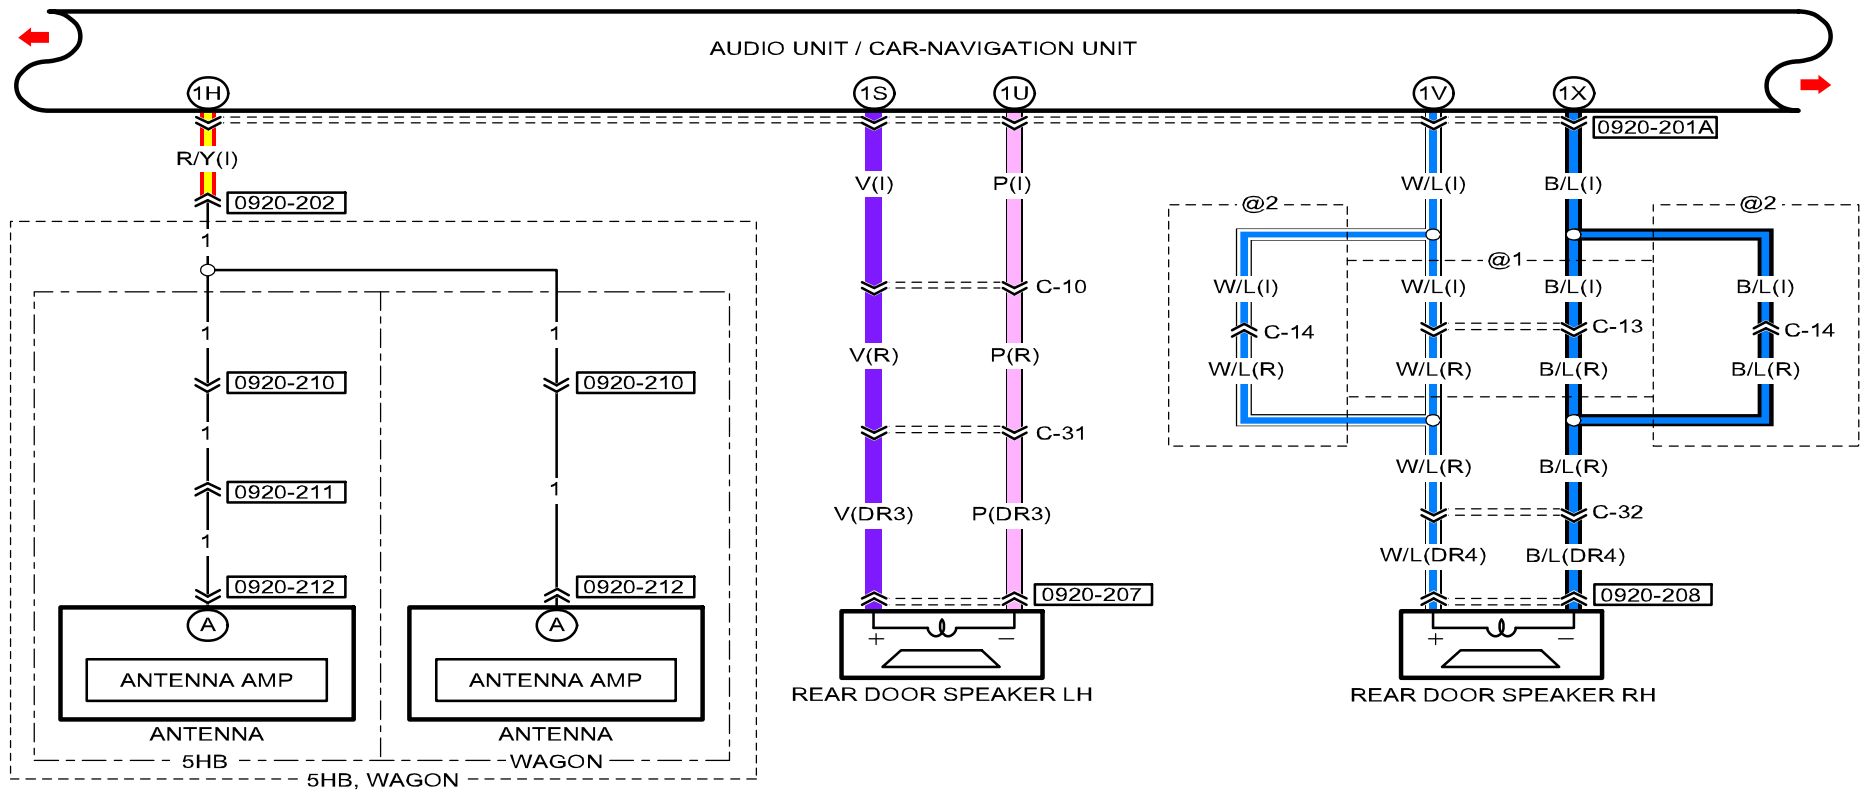 AUDIO UNIT / CAR-NAVIGATION UNIT
1H 1S 1U 1V 1X
0920-201A
R/Y(I)
V(I) P(I) W/L(I) B/L(I)
0920-202
@2 @2
1
@1
W/L(I) W/L(I) B/L(I) B/L(I)
C-10
1 1
C-14 C-13 C-14
V(R) P(R) W/L(R) W/L(R) B/L(R) B/L(R)
0920-210 0920-210
1
C-31
W/L(R) B/L(R)
0920-211 1
V(DR3) P(DR3) C-32
1
W/L(DR4) B/L(DR4)
0920-212 0920-212 0920-207 0920-208
A A
+ − + −
ANTENNA AMP ANTENNA AMP
REAR DOOR SPEAKER LH REAR DOOR SPEAKER RH
ANTENNA ANTENNA
5HB WAGON
5HB, WAGON